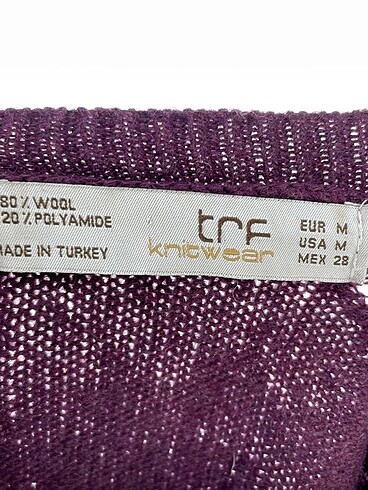 80% WOOL
20% POLYAMIDE
MADE IN TURKEY
trf
knitwear
EUR M
USA M
MEX 28